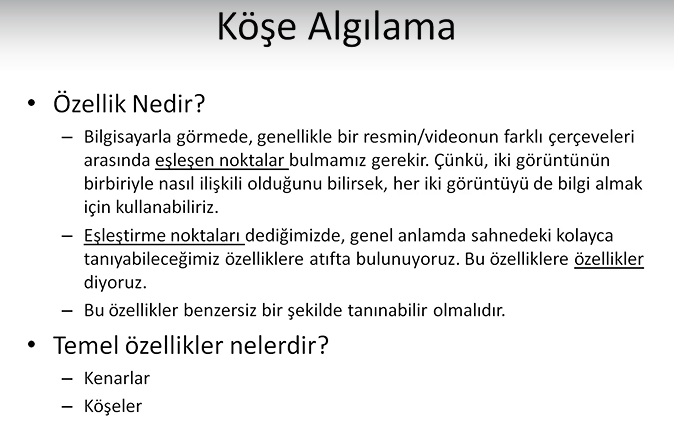 Köşe Algılama
• Özellik Nedir?
– Bilgisayarla görmede, genellikle bir resmin/videonun farklı çerçeveleri
arasında eşleşen noktalar bulmamız gerekir. Çünkü, iki görüntünün
birbiriyle nasıl ilişkili olduğunu bilirsek, her iki görüntüyü de bilgi almak
için kullanabiliriz.
– Eşleştirme noktaları dediğimizde, genel anlamda sahnedeki kolayca
tanıyabileceğimiz özelliklere atıfta bulunuyoruz. Bu özelliklere özellikler
diyoruz.
– Bu özellikler benzersiz bir şekilde tanınabilir olmalıdır.
• Temel özellikler nelerdir?
– Kenarlar
– Köşeler